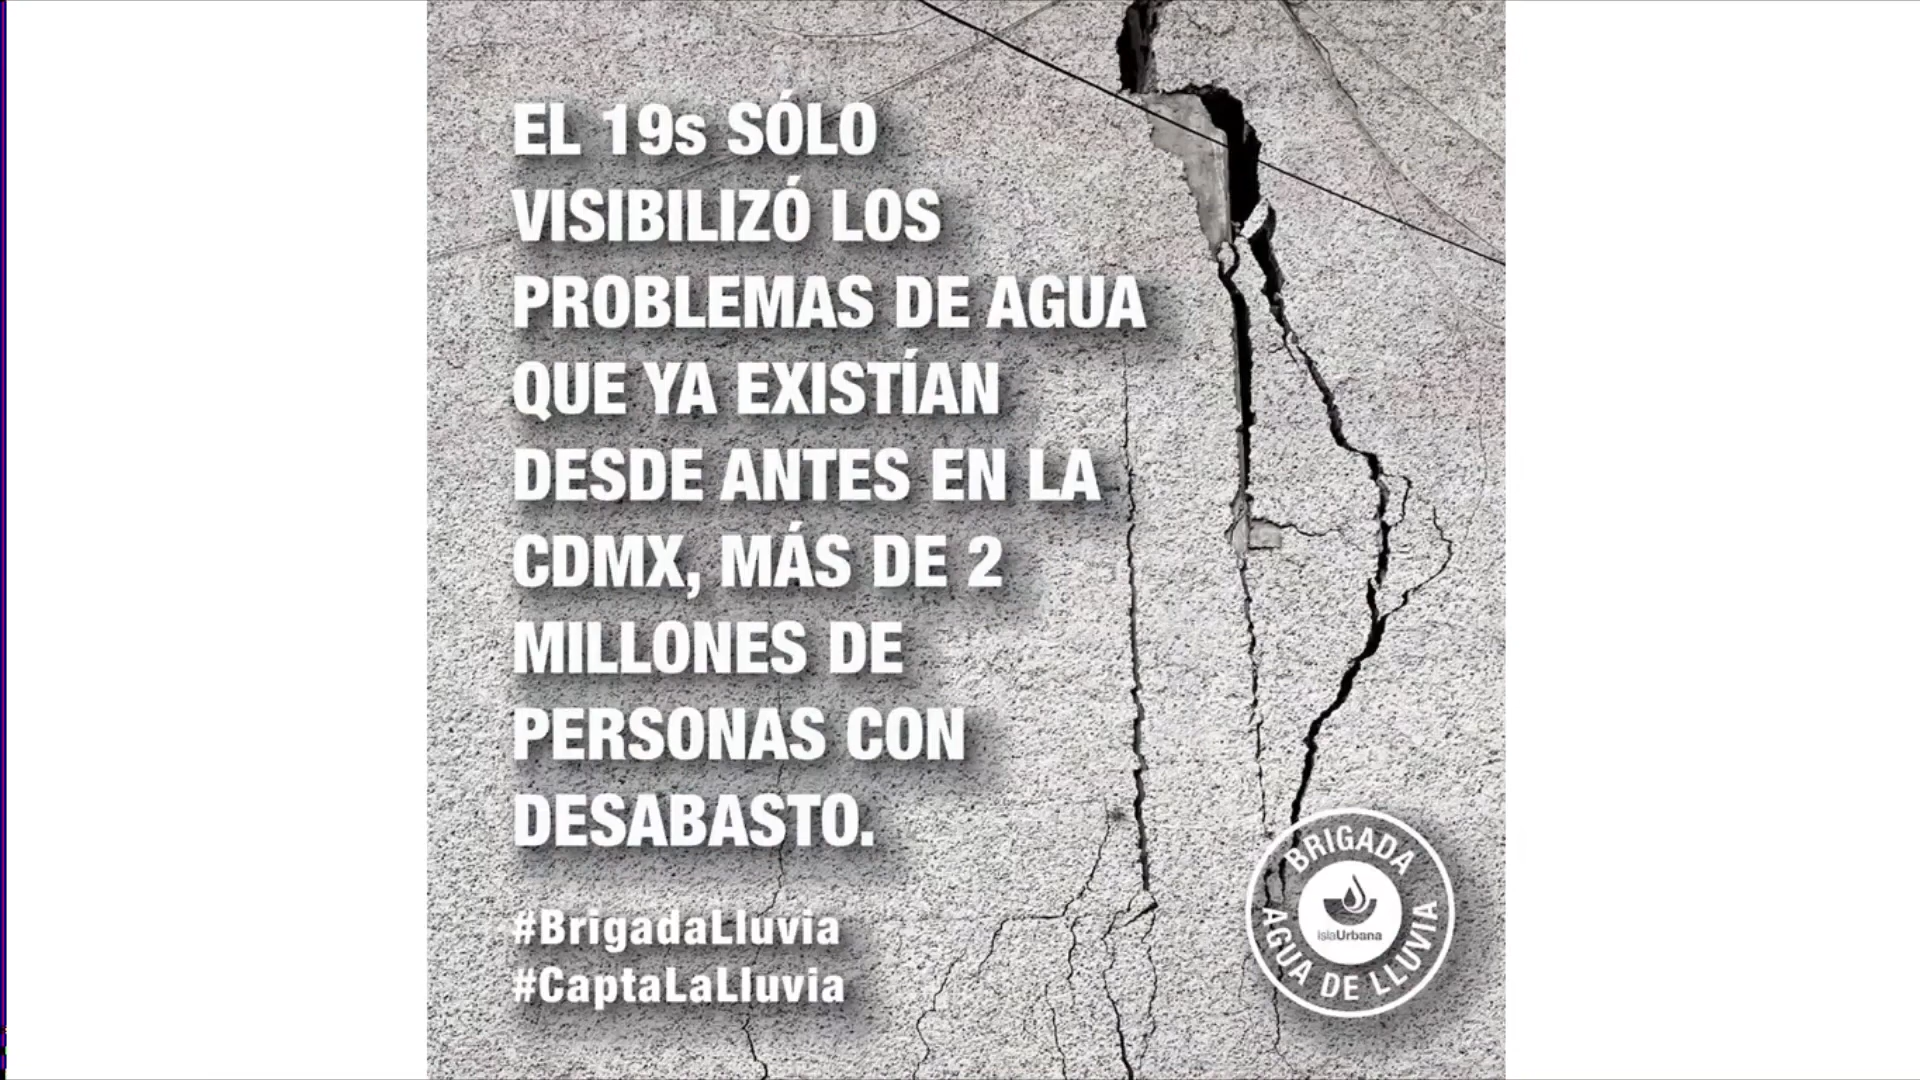 EL 19s SÓLO
VISIBILIZÓ LOS
PROBLEMAS DE AGUA
QUE YA EXISTÍAN
DESDE ANTES EN LA
CDMX, MÁS DE 2
MILLONES DE
PERSONAS CON
DESABASTO.
#BrigadaLluvia
#CaptaLaLluvia
BRIGADA
islaUrbana
AGUA DE LLUVIA